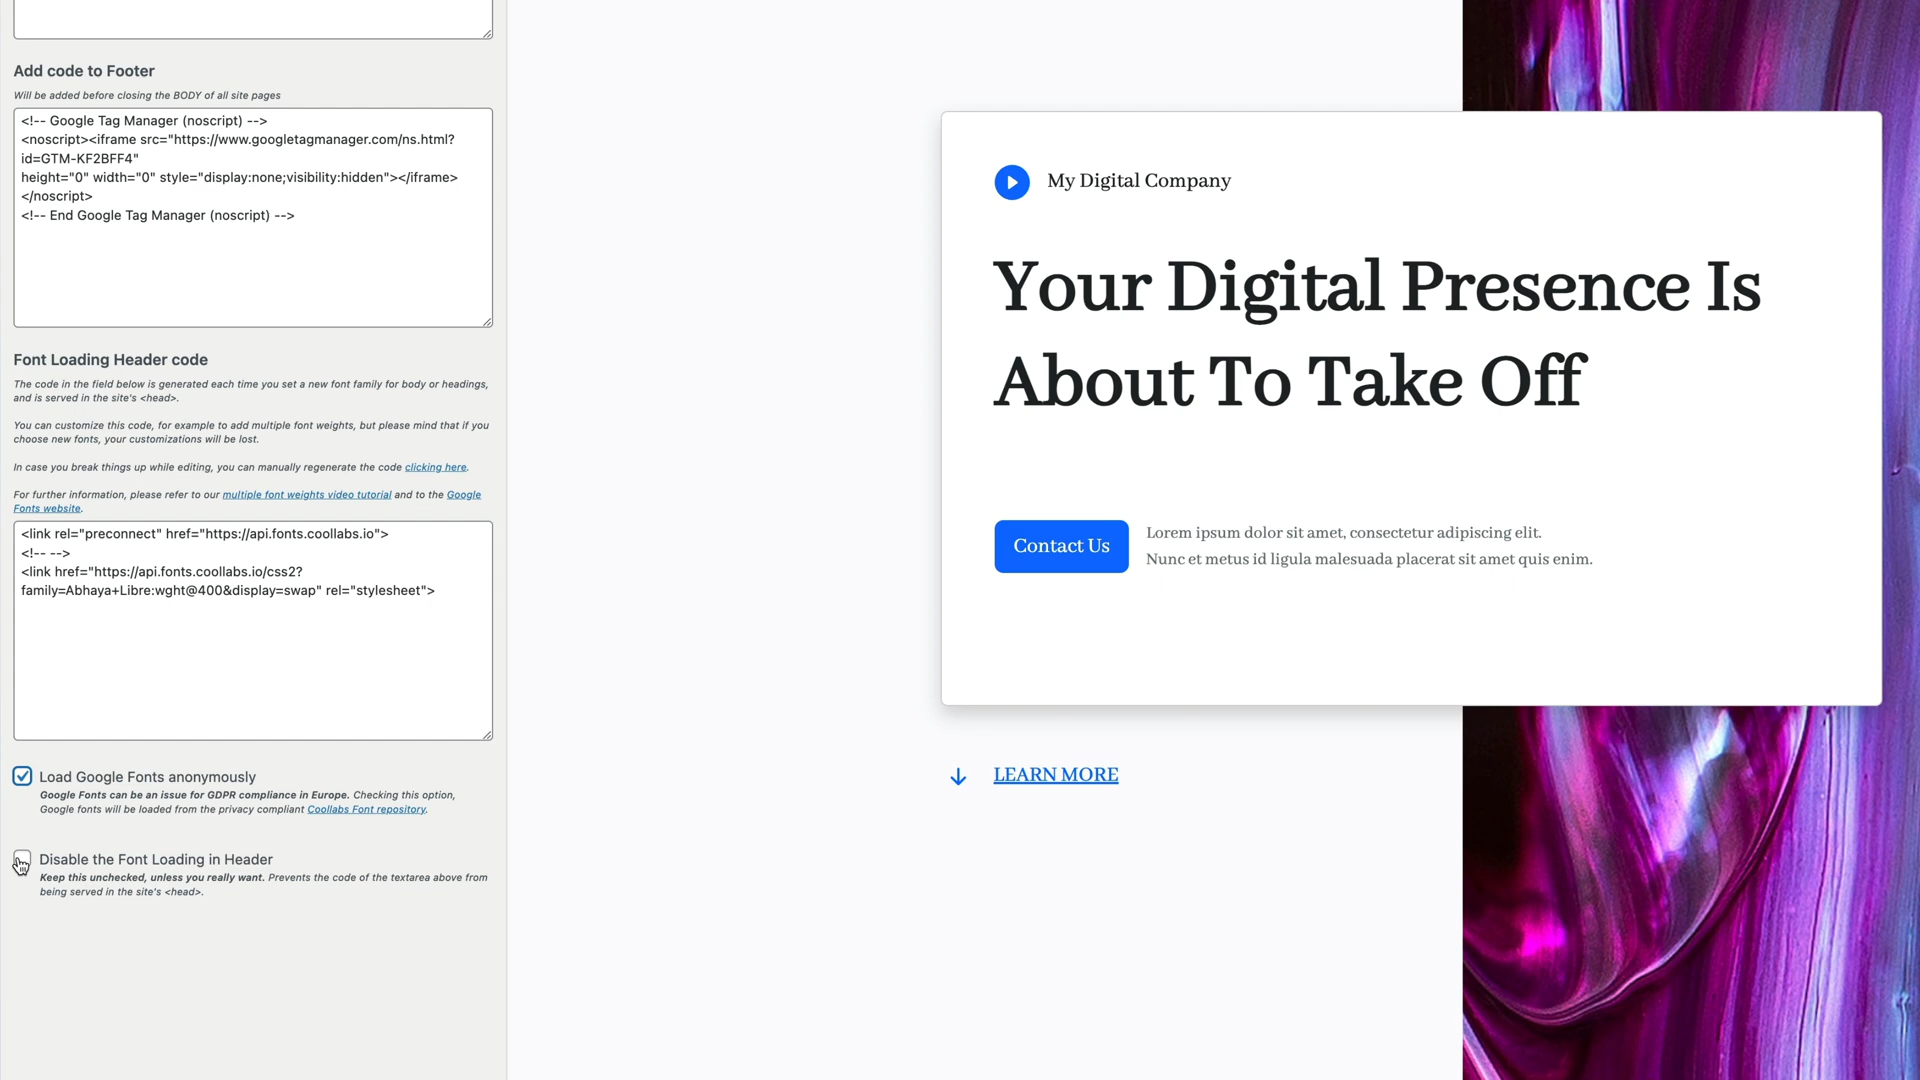 Add code to Footer
Will be added before closing the BODY of all site pages
<!-- Google Tag Manager (noscript) -->
<noscript><iframe src="https://www.googletagmanager.com/ns.html?
id=GTM-KF2BFF4"
height="0" width="0" style="display:none;visibility:hidden"></iframe>
</noscript>
<!-- End Google Tag Manager (noscript) -->
Font Loading Header code
The code in the field below is generated each time you set a new font family for body or headings,
and is served in the site's <head>.
You can customize this code, for example to add multiple font weights, but please mind that if you
choose new fonts, your customizations will be lost.
In case you break things up while editing, you can manually regenerate the code clicking here.
For further information, please refer to our multiple font weights video tutorial and to the Google
Fonts website.
<link rel="preconnect" href="https://api.fonts.coollabs.io">
<!-- -->
<link href="https://api.fonts.coollabs.io/css2?
family=Abhaya+Libre:wght@400&display=swap" rel="stylesheet">
Load Google Fonts anonymously
Google Fonts can be an issue for GDPR compliance in Europe. Checking this option,
Google fonts will be loaded from the privacy compliant Coollabs Font repository.
Disable the Font Loading in Header
Keep this unchecked, unless you really want. Prevents the code of the textarea above from
being served in the site's <head>.
My Digital Company
Your Digital Presence Is
About To Take Off
Contact Us
Lorem ipsum dolor sit amet, consectetur adipiscing elit.
Nunc et metus id ligula malesuada placerat sit amet quis enim.
LEARN MORE